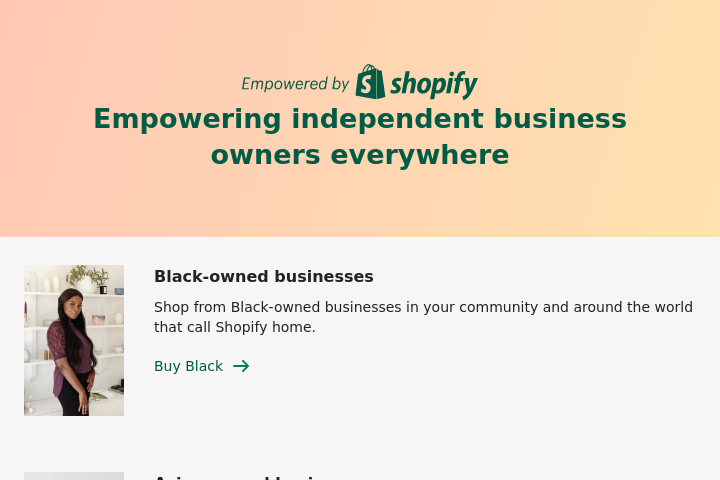 Empowered by shopify
Empowering independent business
owners everywhere
Black-owned businesses
Shop from Black-owned businesses in your community and around the world
that call Shopify home.
Buy Black